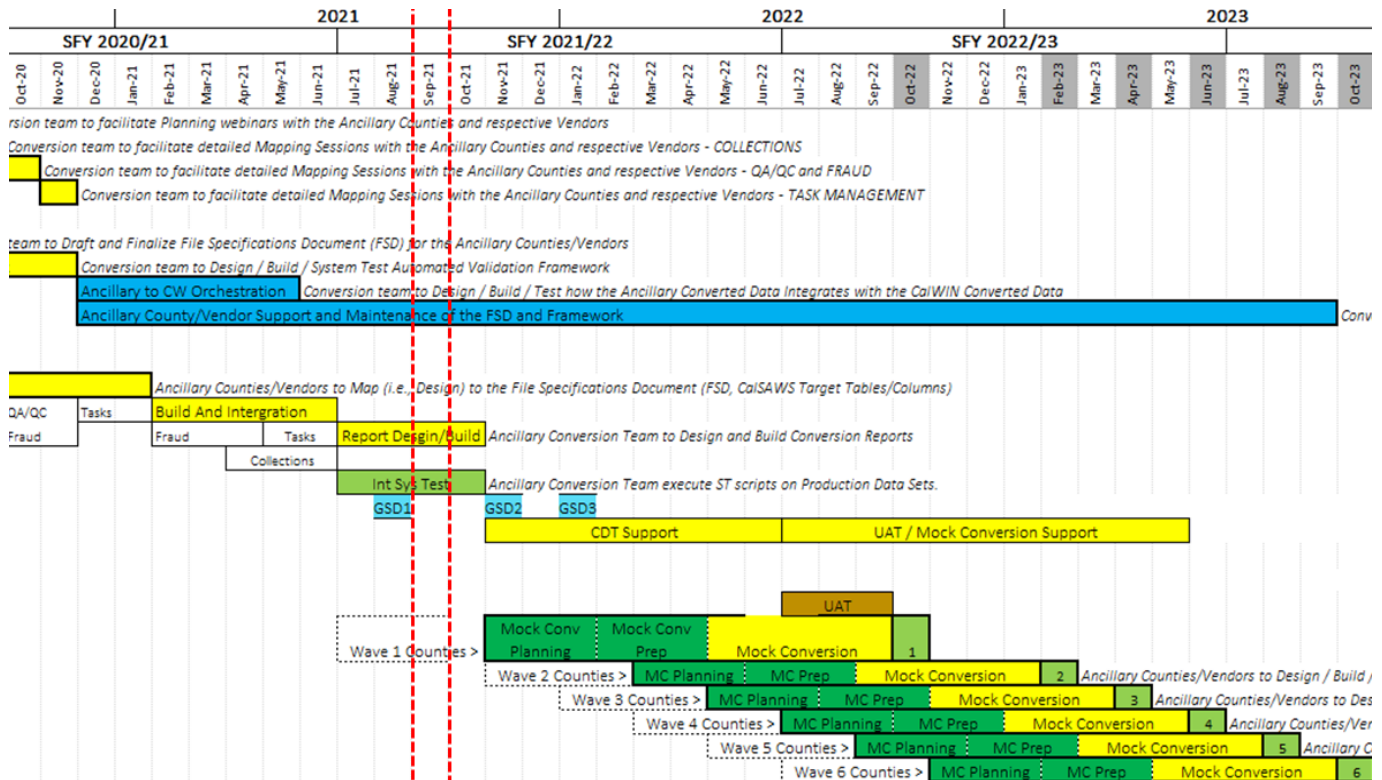 2021 2022 2023
SFY 2020/21 SFY 2021/22 SFY 2022/23
Oct-20 Nov-20 Dec-20 Jan-21 Feb-21 Mar-21 Apr-21 May-21 Jun-21 Jul-21 Aug-21 Sep-21 Oct-21 Nov-21 Dec-21 Jan-22 Feb-22 Mar-22 Apr-22 May-22 Jun-22 Jul-22 Aug-22 Sep-22 Oct-22 Nov-22 Dec-22 Jan-23 Feb-23 Mar-23 Apr-23 May-23 Jun-23 Jul-23 Aug-23 Sep-23 Oct-23
rsion team to facilitate Planning webinars with the Ancillary Counties and respective Vendors
Conversion team to facilitate detailed Mapping Sessions with the Ancillary Counties and respective Vendors - COLLECTIONS
Conversion team to facilitate detailed Mapping Sessions with the Ancillary Counties and respective Vendors - QA/QC and FRAUD
Conversion team to facilitate detailed Mapping Sessions with the Ancillary Counties and respective Vendors - TASK MANAGEMENT
team to Draft and Finalize File Specifications Document (FSD) for the Ancillary Counties/Vendors
Conversion team to Design / Build / System Test Automated Validation Framework
Ancillary to CW Orchestration Conversion team to Design / Build / Test how the Ancillary Converted Data Integrates with the CalWIN Converted Data
Ancillary County/Vendor Support and Maintenance of the FSD and Framework Conv
Ancillary Counties/Vendors to Map (i.e., Design) to the File Specifications Document (FSD, CalSAWS Target Tables/Columns)
QA/QC Tasks Build And Intergration
Fraud Fraud Tasks Report Desgin/Build Ancillary Conversion Team to Design and Build Conversion Reports
Collections
Int Sys Test Ancillary Conversion Team execute ST scripts on Production Data Sets.
GSD1 GSD2 GSD3
CDT Support UAT / Mock Conversion Support
UAT
Mock Conv Mock Conv
Wave 1 Counties > Planning Prep Mock Conversion 1
Wave 2 Counties > MC Planning MC Prep Mock Conversion 2 Ancillary Counties/Vendors to Design / Build /
Wave 3 Counties > MC Planning MC Prep Mock Conversion 3 Ancillary Counties/Vendors to Des
Wave 4 Counties > MC Planning MC Prep Mock Conversion 4 Ancillary Counties/Ver
Wave 5 Counties > MC Planning MC Prep Mock Conversion 5 Ancillary C
Wave 6 Counties > MC Planning MC Prep Mock Conversion 6